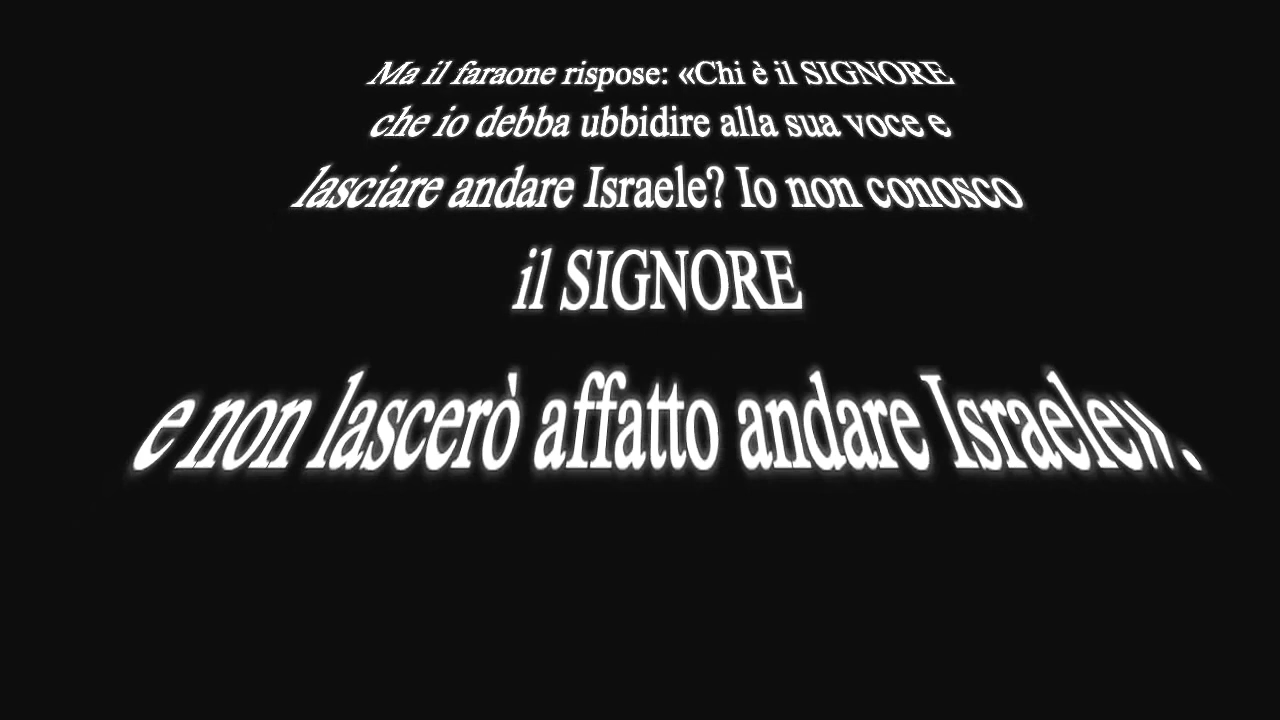 Ma il faraone rispose: «Chi è il SIGNORE
che io debba ubbidire alla sua voce e
lasciare andare Israele? Io non conosco
il SIGNORE
e non lascerò affatto andare Israele».